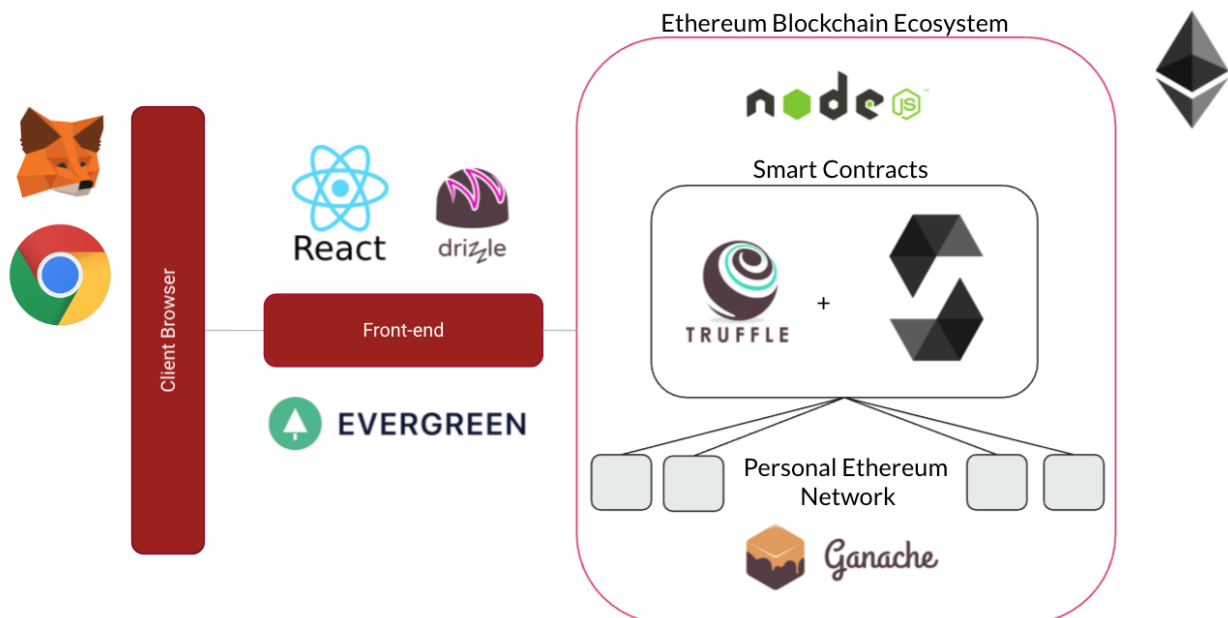 Ethereum Blockchain Ecosystem
node
JS
™
Smart Contracts
React
drizzle
TRUFFLE
+
Client Browser
Front-end
EVERGREEN
Personal Ethereum
Network
Ganache